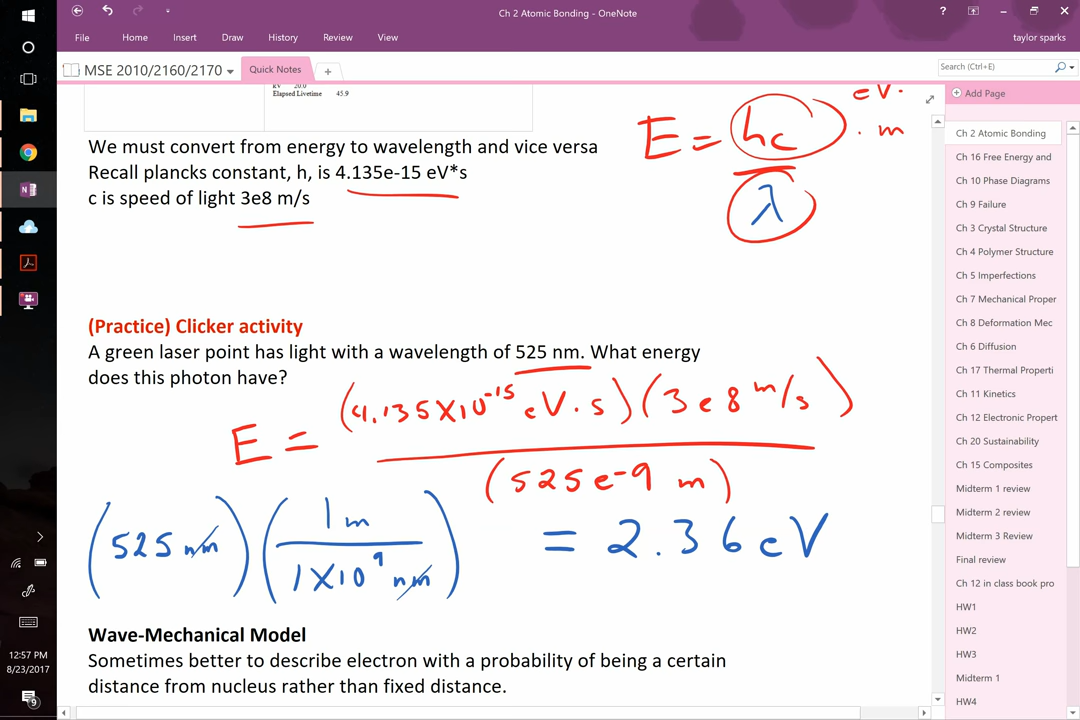 Ch 2 Atomic Bonding - OneNote
?
File Home Insert Draw History Review View
taylor sparks
MSE 2010/2160/2170
Quick Notes
+
Search (Ctrl+E)
Add Page
kV 20.0
Elapsed Livetime 45.9
We must convert from energy to wavelength and vice versa
Recall plancks constant, h, is 4.135e-15 eV*s
c is speed of light 3e8 m/s
E = hc
λ
eV.
. m
(Practice) Clicker activity
A green laser point has light with a wavelength of 525 nm. What energy
does this photon have?
E = (4.135X10-15 eV.s)(3e8 m/s)
(525e-9 m)
(525 nm)(1m
1X109 nm)
= 2.36 eV
Wave-Mechanical Model
Sometimes better to describe electron with a probability of being a certain
distance from nucleus rather than fixed distance.
Ch 2 Atomic Bonding
Ch 16 Free Energy and
Ch 10 Phase Diagrams
Ch 9 Failure
Ch 3 Crystal Structure
Ch 4 Polymer Structure
Ch 5 Imperfections
Ch 7 Mechanical Proper
Ch 8 Deformation Mec
Ch 6 Diffusion
Ch 17 Thermal Properti
Ch 11 Kinetics
Ch 12 Electronic Propert
Ch 20 Sustainability
Ch 15 Composites
Midterm 1 review
Midterm 2 review
Midterm 3 Review
Final review
Ch 12 in class book pro
HW1
HW2
HW3
Midterm 1
HW4
12:57 PM
8/23/2017
9